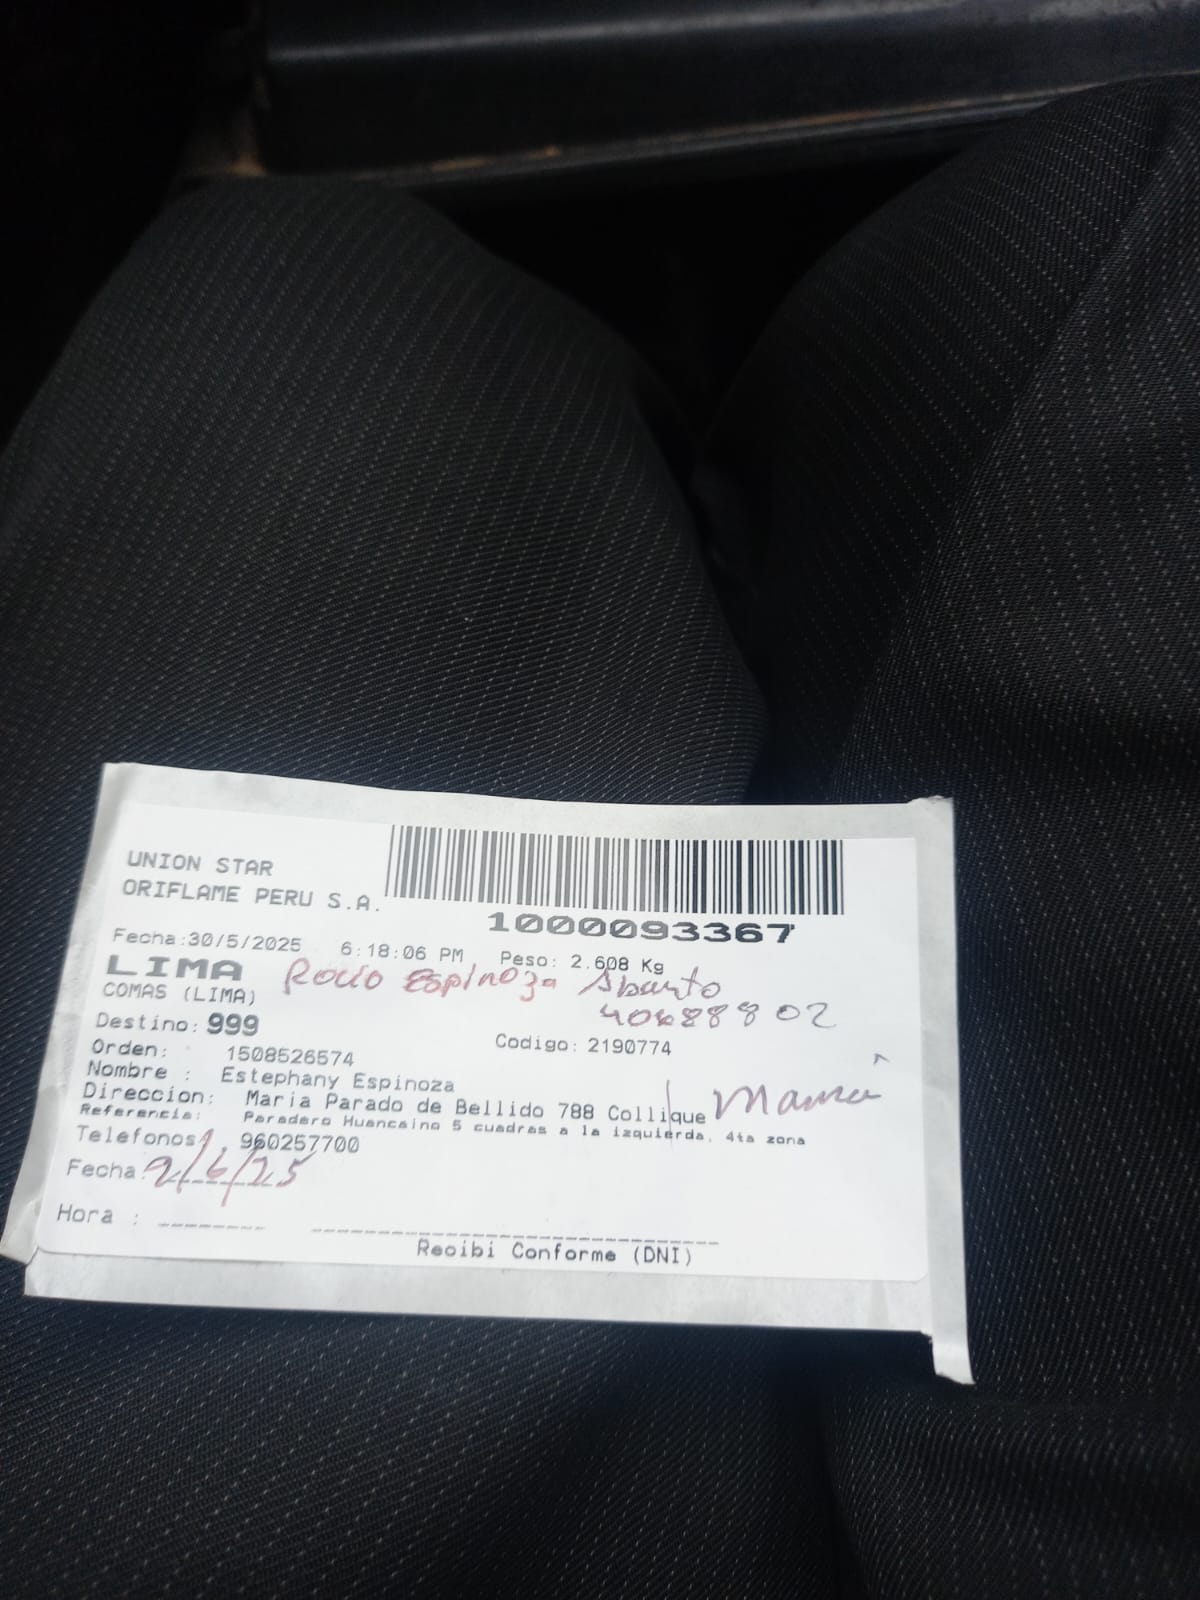 UNION STAR
ORIFLAME PERU S.A.
1000093367
Fecha:30/5/2025 6:18:06 PM Peso: 2.608 Kg
LIMA Rocio Espinoza Abanto
COMAS (LIMA)
Destino: 999
Codigo: 2190774
Orden: 1508526574
Nombre : Estephany Espinoza
Direccion: Maria Parado de Bellido 788 Collique Mamá
Referencia: Paradero Huancaino 5 cuadras a la izquierda, 4ta zona
Telefonos 960257700
Fecha: 2/6/25
Hora :
Recibi Conforme (DNI)